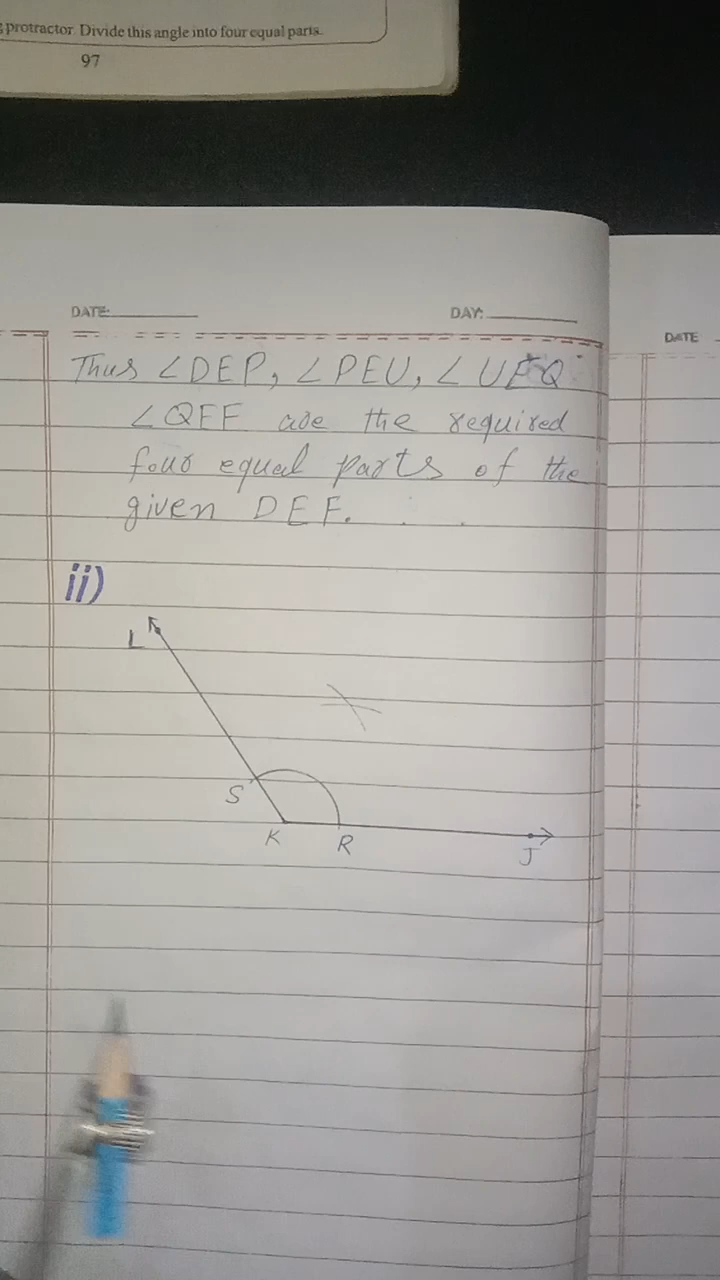 protractor. Divide this angle into four equal parts.
97
DATE:
DAY:
DATE
Thus ∠DEP, ∠PEU, ∠UEQ
∠QEF are the required
four equal parts of the
given DEF.
ii)
L
S
K
R
J